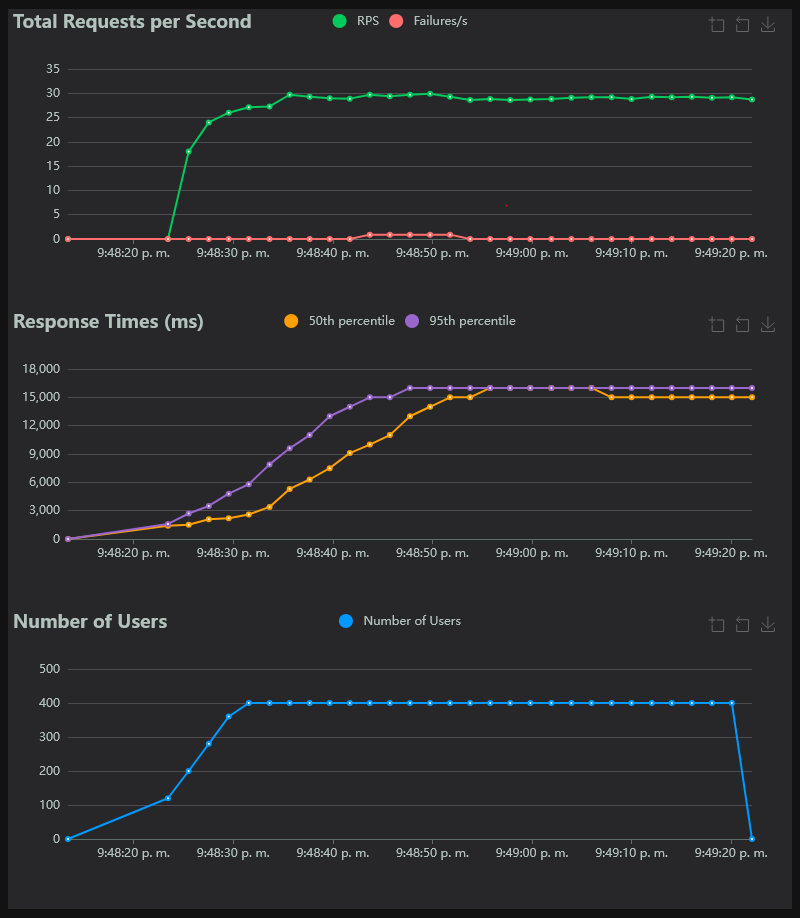 Total Requests per Second
RPS Failures/s
35
30
25
20
15
10
5
0
9:48:20 p. m. 9:48:30 p. m. 9:48:40 p. m. 9:48:50 p. m. 9:49:00 p. m. 9:49:10 p. m. 9:49:20 p. m.
Response Times (ms)
50th percentile 95th percentile
18,000
15,000
12,000
9,000
6,000
3,000
0
9:48:20 p. m. 9:48:30 p. m. 9:48:40 p. m. 9:48:50 p. m. 9:49:00 p. m. 9:49:10 p. m. 9:49:20 p. m.
Number of Users
Number of Users
500
400
300
200
100
0
9:48:20 p. m. 9:48:30 p. m. 9:48:40 p. m. 9:48:50 p. m. 9:49:00 p. m. 9:49:10 p. m. 9:49:20 p. m.